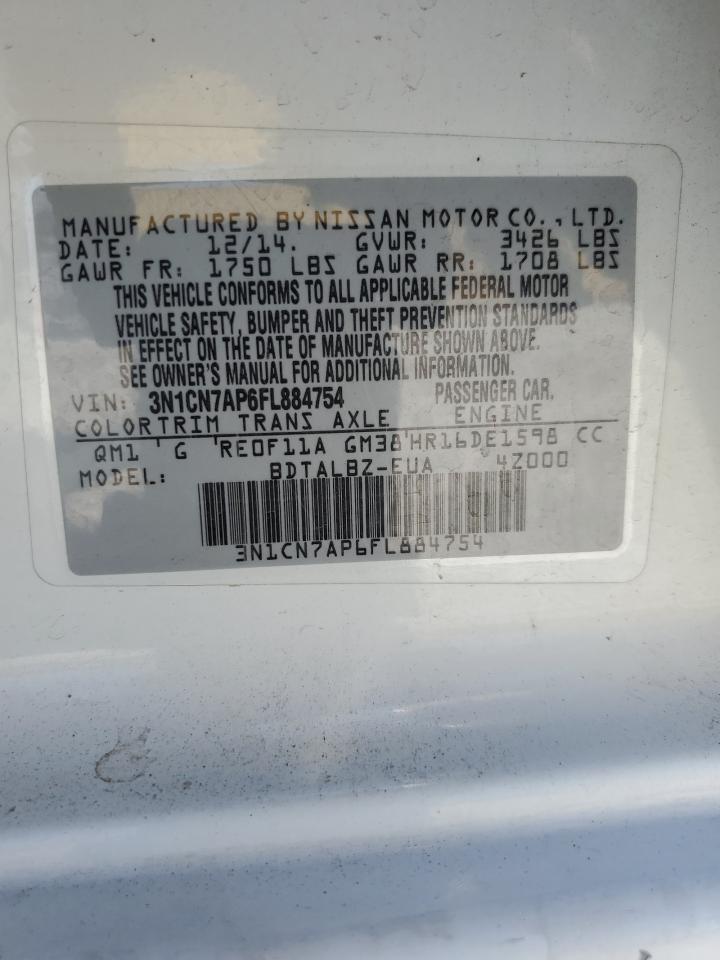 MANUFACTURED BY NISSAN MOTOR CO., LTD.
DATE: 12/14. GVWR: 3426 LBS
GAWR FR: 1750 LBS GAWR RR: 1708 LBS
THIS VEHICLE CONFORMS TO ALL APPLICABLE FEDERAL MOTOR
VEHICLE SAFETY, BUMPER AND THEFT PREVENTION STANDARDS
IN EFFECT ON THE DATE OF MANUFACTURE SHOWN ABOVE.
SEE OWNER'S MANUAL FOR ADDITIONAL INFORMATION.
VIN: 3N1CN7AP6FL884754 PASSENGER CAR.
COLORTRIM TRANS AXLE ENGINE
QM1 G RE0F11A GM38 HR16DE1598 CC
MODEL: BDTALBZ-EUA 4Z000
3N1CN7AP6FL884754